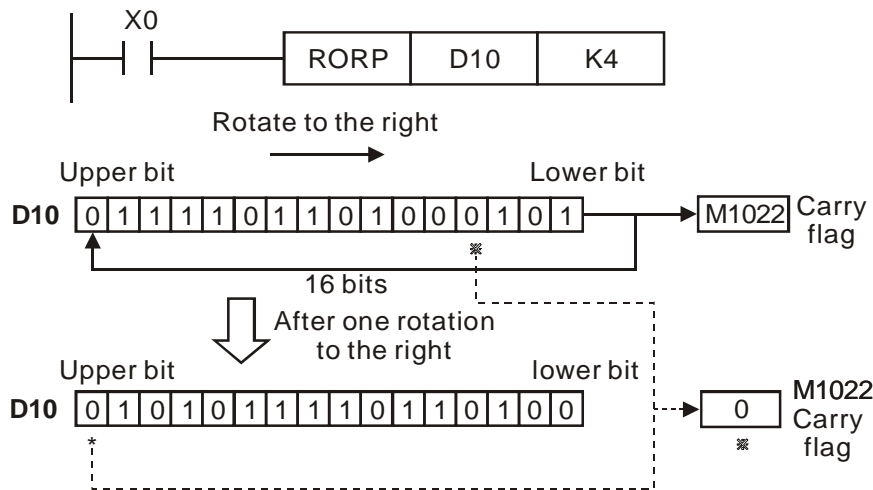 X0
RORP D10 K4
Rotate to the right
Upper bit Lower bit
D10 0 1 1 1 1 0 1 1 0 1 0 0 0 1 0 1 M1022 Carry
flag
※
16 bits
After one rotation
to the right
Upper bit lower bit
D10 0 1 0 1 0 1 1 1 1 0 1 1 0 1 0 0 0 M1022
Carry
flag
* ※